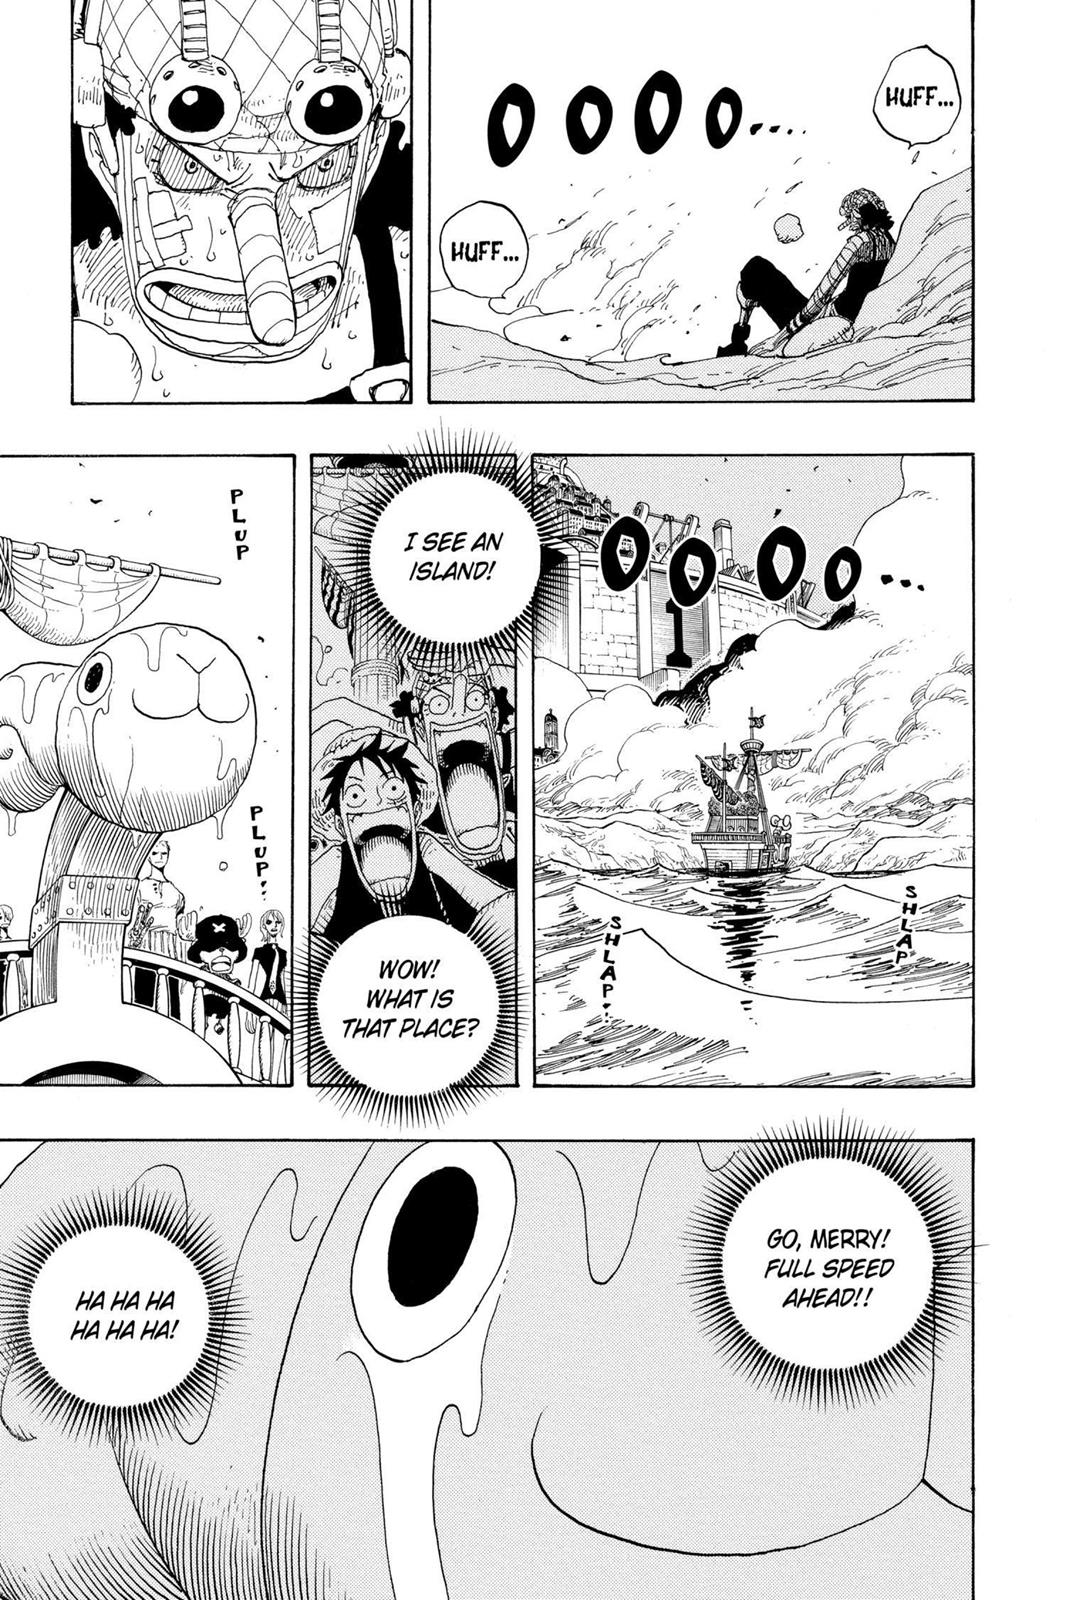 HUFF...
OOOO....
HUFF...
OOOO...
1
SHLAP
SHLAP!!
I SEE AN
ISLAND!
WOW!
WHAT IS
THAT PLACE?
PLUP
PLUP!!
GO, MERRY!
FULL SPEED
AHEAD!!
HA HA HA
HA HA HA!